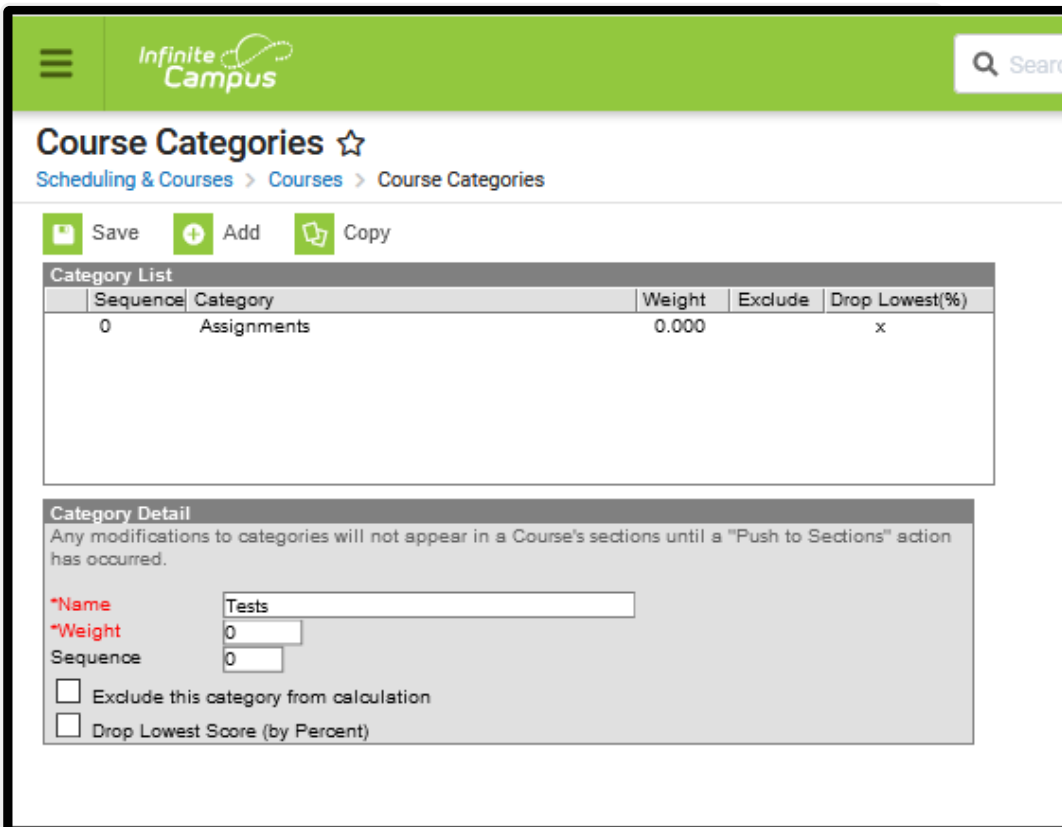 Infinite
Campus
Course Categories
Scheduling & Courses > Courses > Course Categories
Save Add Copy
Category List
Sequence Category Weight Exclude Drop Lowest(%)
0 Assignments 0.000 x
Category Detail
Any modifications to categories will not appear in a Course's sections until a "Push to Sections" action
has occurred.
*Name Tests
*Weight 0
Sequence 0
Exclude this category from calculation
Drop Lowest Score (by Percent)